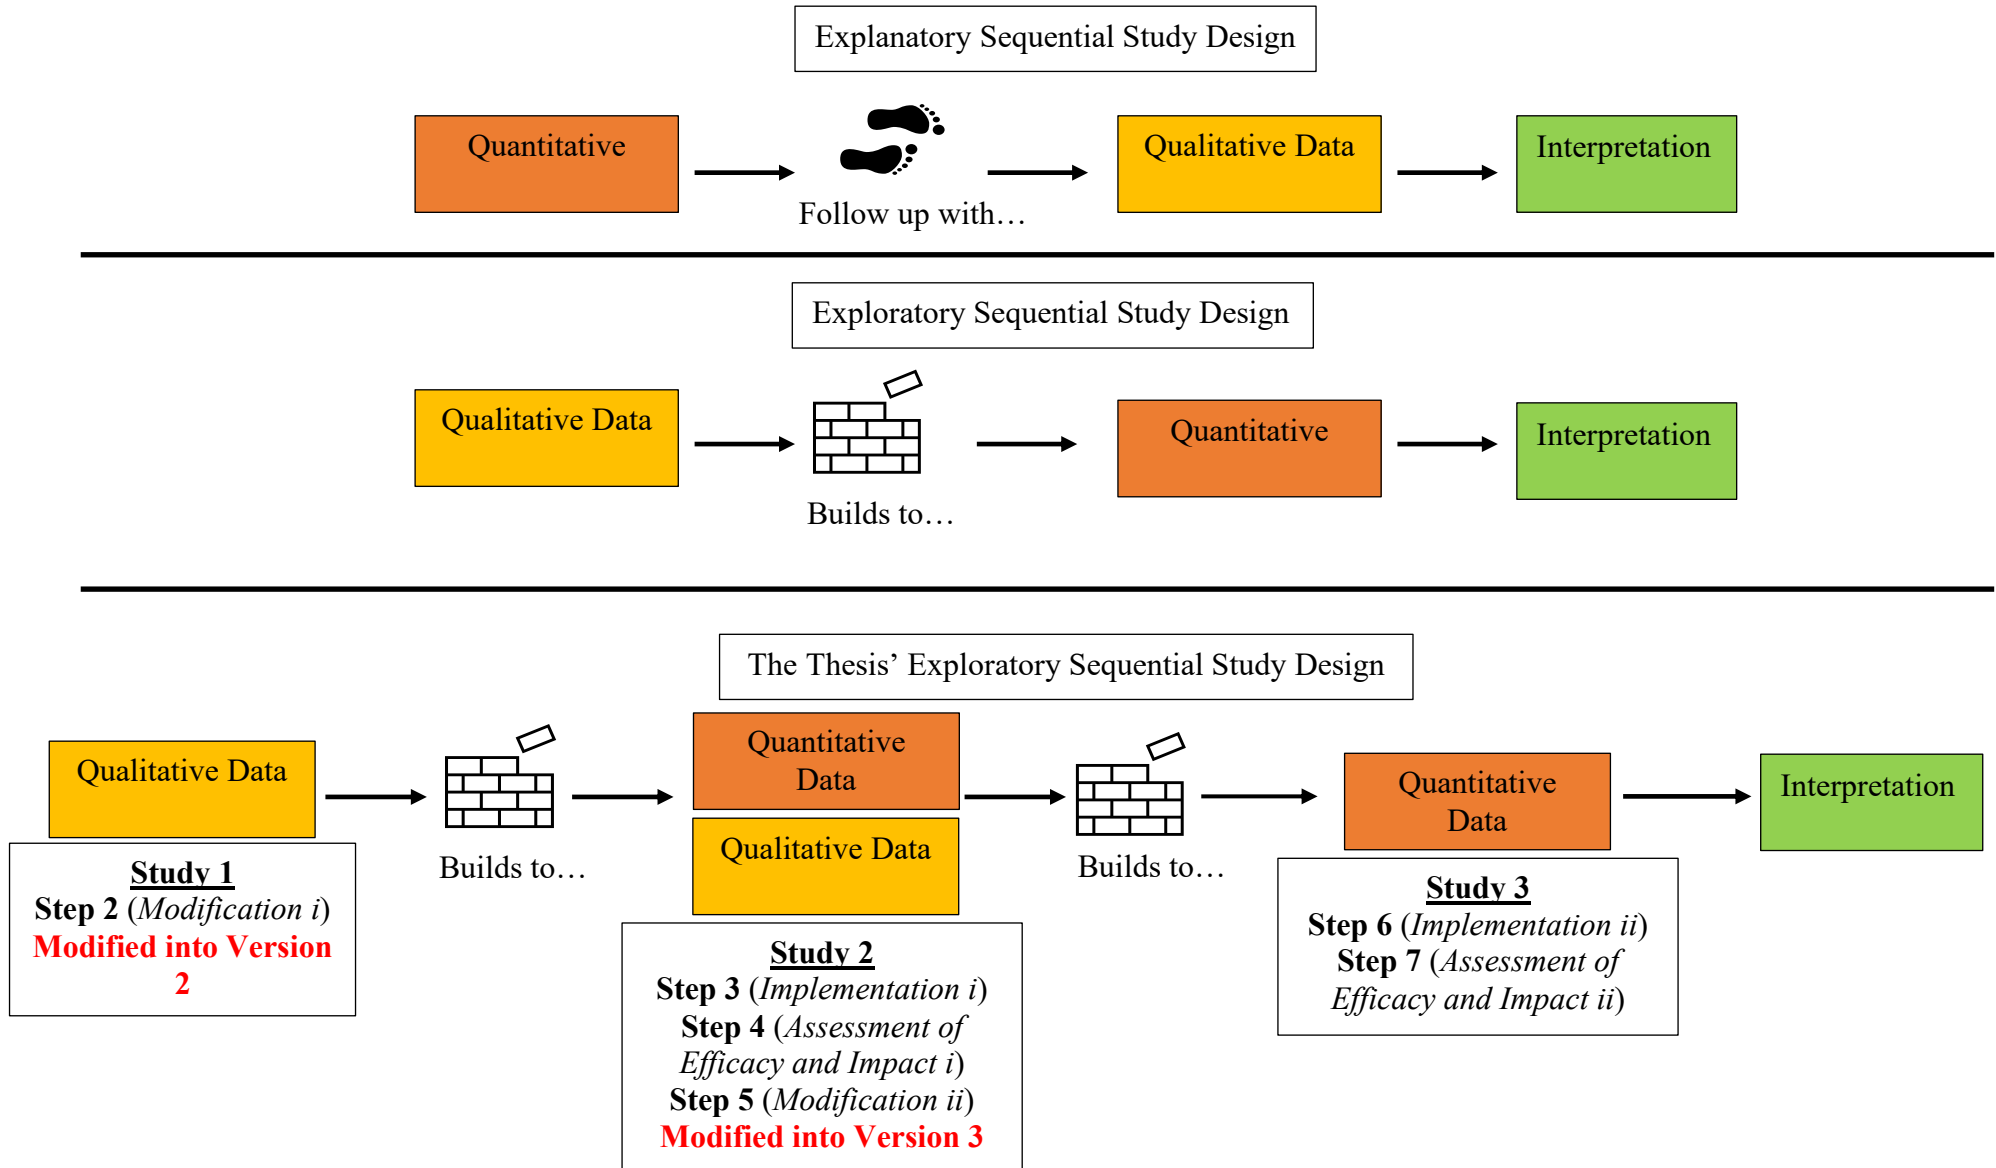 Explanatory Sequential Study Design
Quantitative
Follow up with…
Qualitative Data
Interpretation
Exploratory Sequential Study Design
Qualitative Data
Builds to…
Quantitative
Interpretation
The Thesis’ Exploratory Sequential Study Design
Qualitative Data
Study 1
Step 2 (Modification i)
Modified into Version
2
Builds to…
Quantitative
Data
Qualitative Data
Study 2
Step 3 (Implementation i)
Step 4 (Assessment of
Efficacy and Impact i)
Step 5 (Modification ii)
Modified into Version 3
Builds to…
Quantitative
Data
Study 3
Step 6 (Implementation ii)
Step 7 (Assessment of
Efficacy and Impact ii)
Interpretation